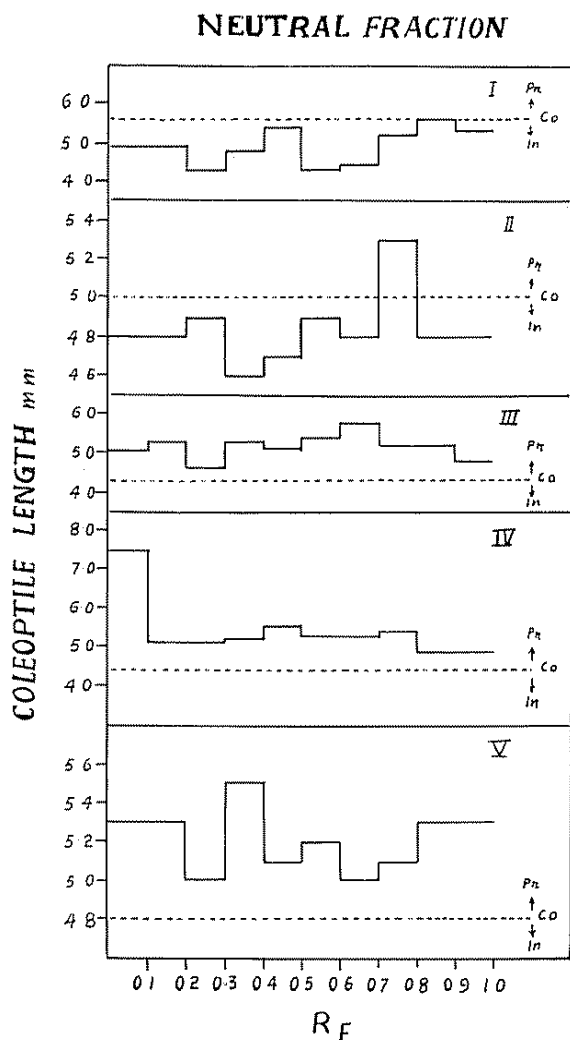 NEUTRAL FRACTION
I
Pn
Co
In
6 0
5 0
4 0
II
5 4
5 2
5 0
4 8
4 6
Pn
Co
In
III
6 0
5 0
4 0
Pn
Co
In
IV
8 0
7 0
6 0
5 0
4 0
Pn
Co
In
V
5 6
5 4
5 2
5 0
4 8
Pn
Co
In
COLEOPTILE LENGTH mm
0 1 0 2 0·3 0 4 0 5 0 6 0 7 0 8 0 9 1 0
R F